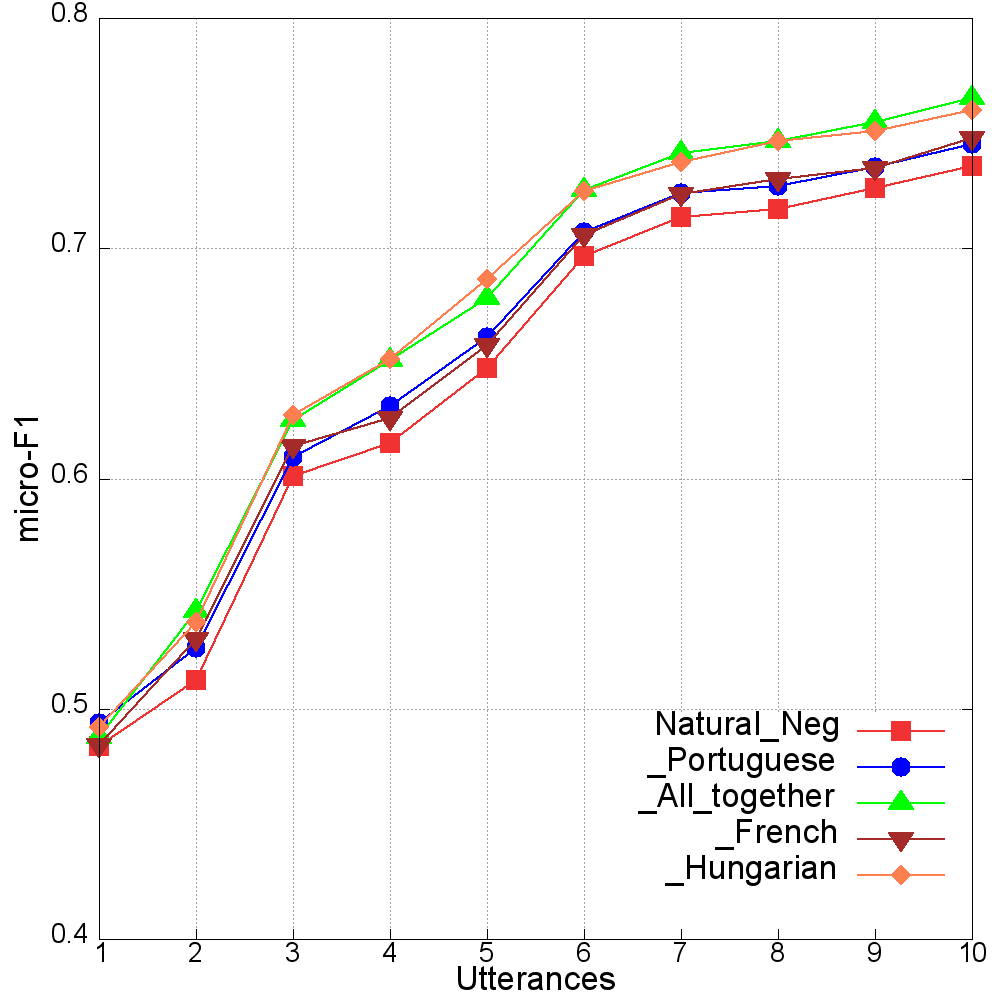 0.8
0.7
0.6
0.5
0.4
micro-F1
Natural_Neg
_Portuguese
_All_together
_French
_Hungarian
1 2 3 4 5 6 7 8 9 10
Utterances